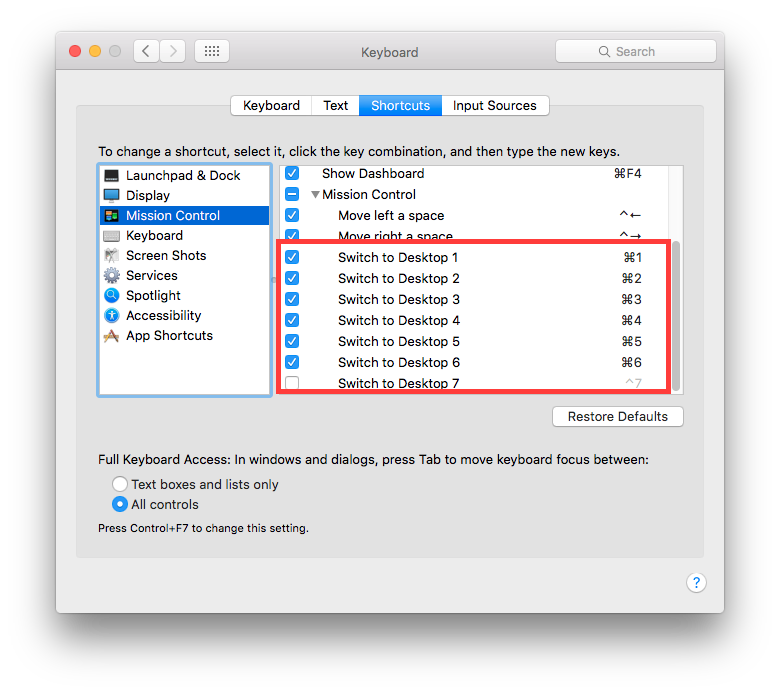 Keyboard
Search
Keyboard Text Shortcuts Input Sources
To change a shortcut, select it, click the key combination, and then type the new keys.
Launchpad & Dock
Display
Mission Control
Keyboard
Screen Shots
Services
Spotlight
Accessibility
App Shortcuts
Show Dashboard ⌘F4
Mission Control
Move left a space ^←
Move right a space ^→
Switch to Desktop 1 ⌘1
Switch to Desktop 2 ⌘2
Switch to Desktop 3 ⌘3
Switch to Desktop 4 ⌘4
Switch to Desktop 5 ⌘5
Switch to Desktop 6 ⌘6
Switch to Desktop 7 ^7
Restore Defaults
Full Keyboard Access: In windows and dialogs, press Tab to move keyboard focus between:
Text boxes and lists only
All controls
Press Control+F7 to change this setting.
?